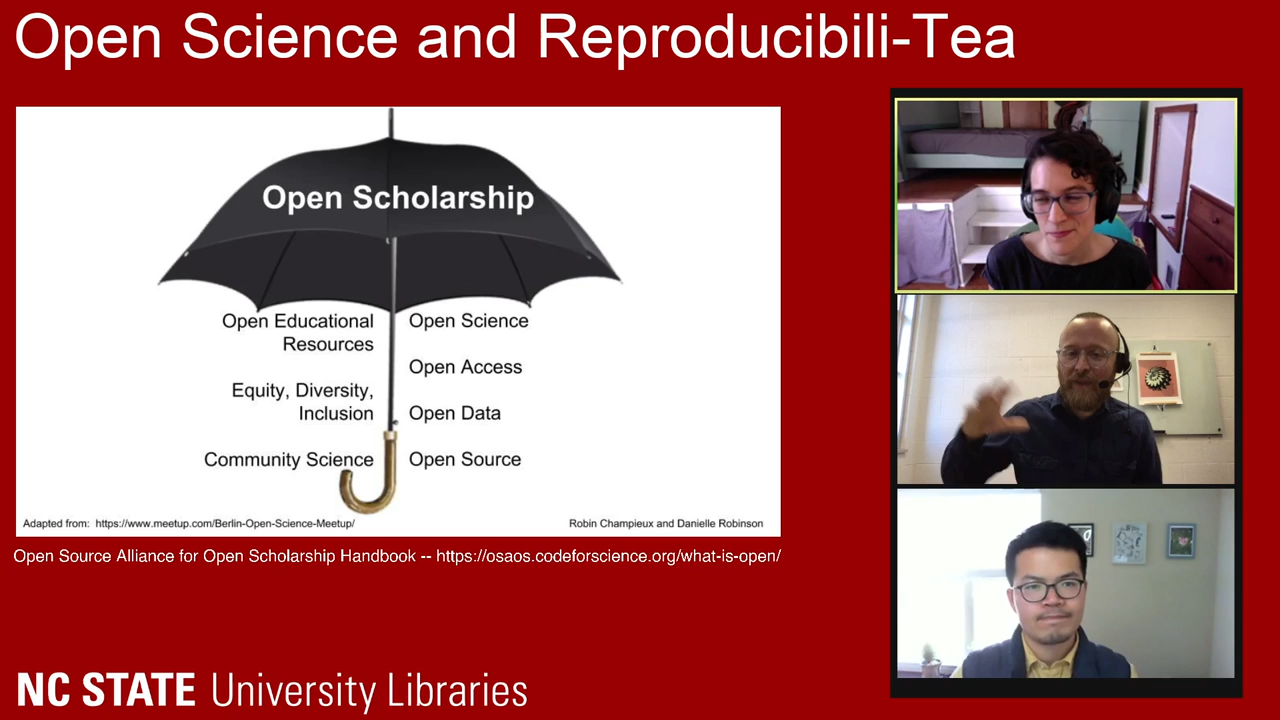 Open Science and Reproducibili-Tea
Open Scholarship
Open Educational
Resources
Equity, Diversity,
Inclusion
Community Science
Open Science
Open Access
Open Data
Open Source
Adapted from: https://www.meetup.com/Berlin-Open-Science-Meetup/
Robin Champieux and Danielle Robinson
Open Source Alliance for Open Scholarship Handbook -- https://osaos.codeforscience.org/what-is-open/
NC STATE University Libraries